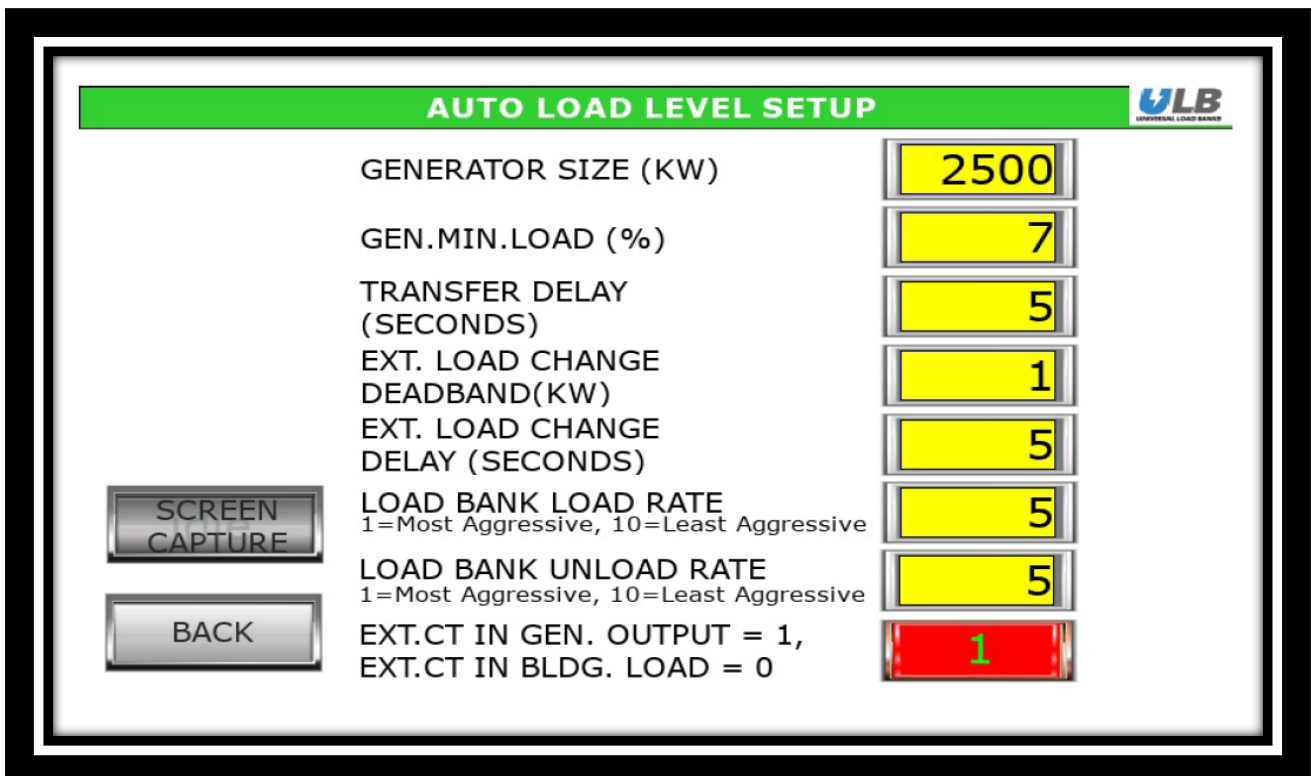 AUTO LOAD LEVEL SETUP
ULB
UNIVERSAL LOAD BANKS
GENERATOR SIZE (KW)
2500
GEN.MIN.LOAD (%)
7
TRANSFER DELAY
(SECONDS)
5
EXT. LOAD CHANGE
DEADBAND(KW)
1
EXT. LOAD CHANGE
DELAY (SECONDS)
5
SCREEN
CAPTURE
LOAD BANK LOAD RATE
1=Most Aggressive, 10=Least Aggressive
5
LOAD BANK UNLOAD RATE
1=Most Aggressive, 10=Least Aggressive
5
BACK
EXT.CT IN GEN. OUTPUT = 1,
EXT.CT IN BLDG. LOAD = 0
1